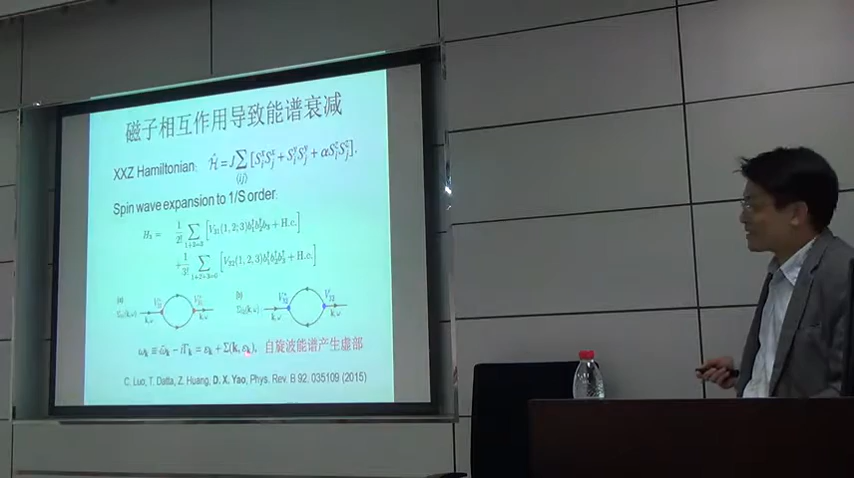 磁子相互作用导致能谱衰减
XXZ Hamiltonian: Ĥ = J∑[SᵢˣSⱼˣ + SᵢʸSⱼʸ + αSᵢᶻSⱼᶻ].
⟨ij⟩
Spin wave expansion to 1/S order:
H₃ = 1/2! ∑ [V₃₁(1,2;3)b₁†b₂†b₃ + H.c.]
1+2=3
+ 1/3! ∑ [V₃₂(1,2,3)b₁†b₂†b₃† + H.c.]
1+2+3=0
(a) (b)
k,ω k,ω k,ω k,ω
ωₖ ≡ ω̄ₖ − iΓₖ = εₖ + Σ(k, εₖ), 自旋波能谱产生虚部
C. Luo, T. Datta, Z. Huang, D. X. Yao, Phys. Rev. B 92, 035109 (2015)